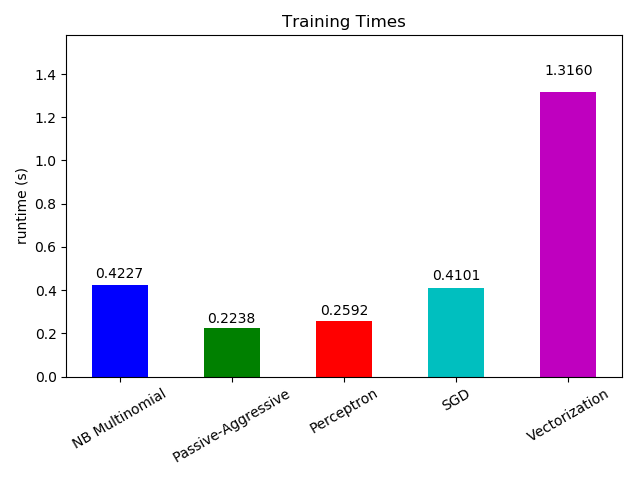 Training Times
runtime (s)
1.4
1.2
1.0
0.8
0.6
0.4
0.2
0.0
0.4227
0.2238
0.2592
0.4101
1.3160
NB Multinomial
Passive-Aggressive
Perceptron
SGD
Vectorization